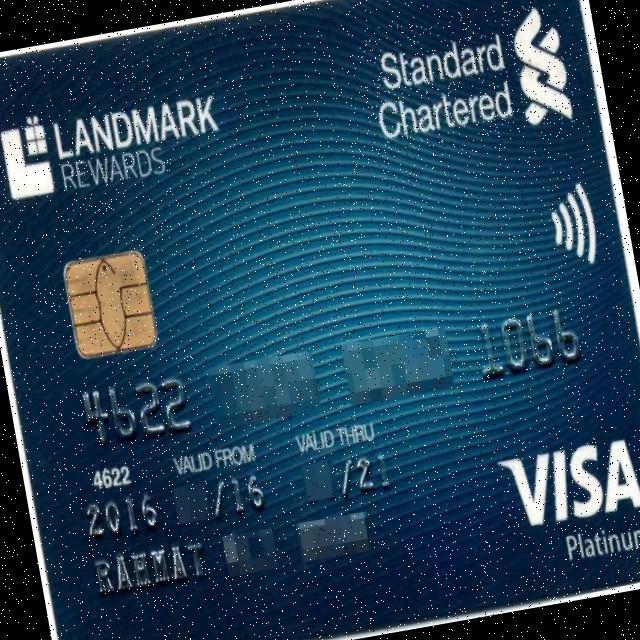 Standard
Chartered
LANDMARK
REWARDS
4622 1066
4622 VALID FROM VALID THRU
2016 /16 /21
RAHMAT
VISA
Platinum